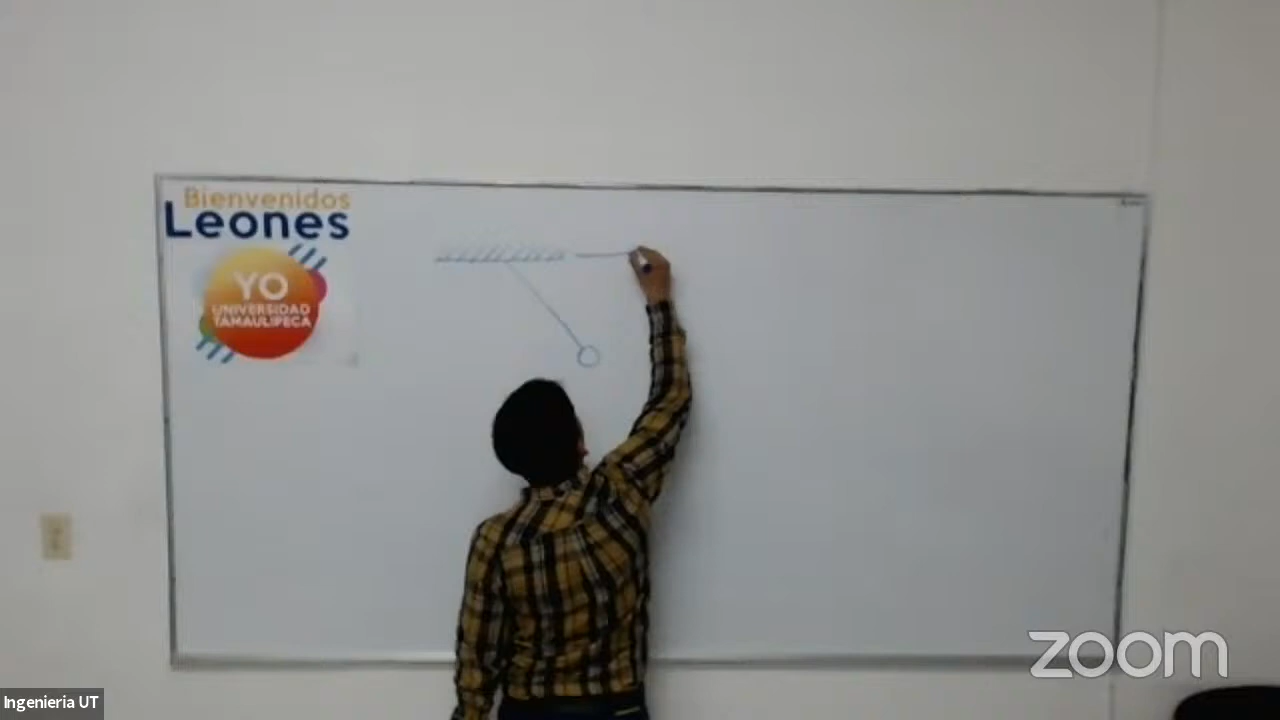 Bienvenidos
Leones
YO
UNIVERSIDAD
TAMAULIPECA
zoom
Ingenieria UT